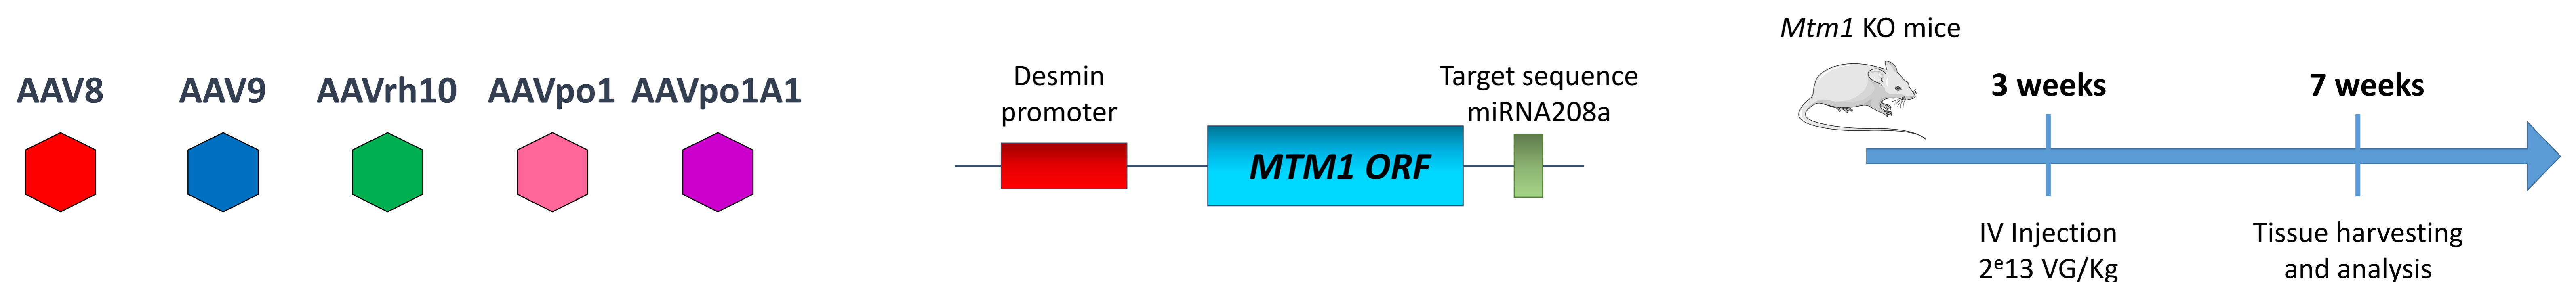 AAV8 AAV9 AAVrh10 AAVpo1 AAVpo1A1
Desmin
promoter
MTM1 ORF
Target sequence
miRNA208a
Mtm1 KO mice
3 weeks
7 weeks
IV Injection
2ᵉ13 VG/Kg
Tissue harvesting
and analysis